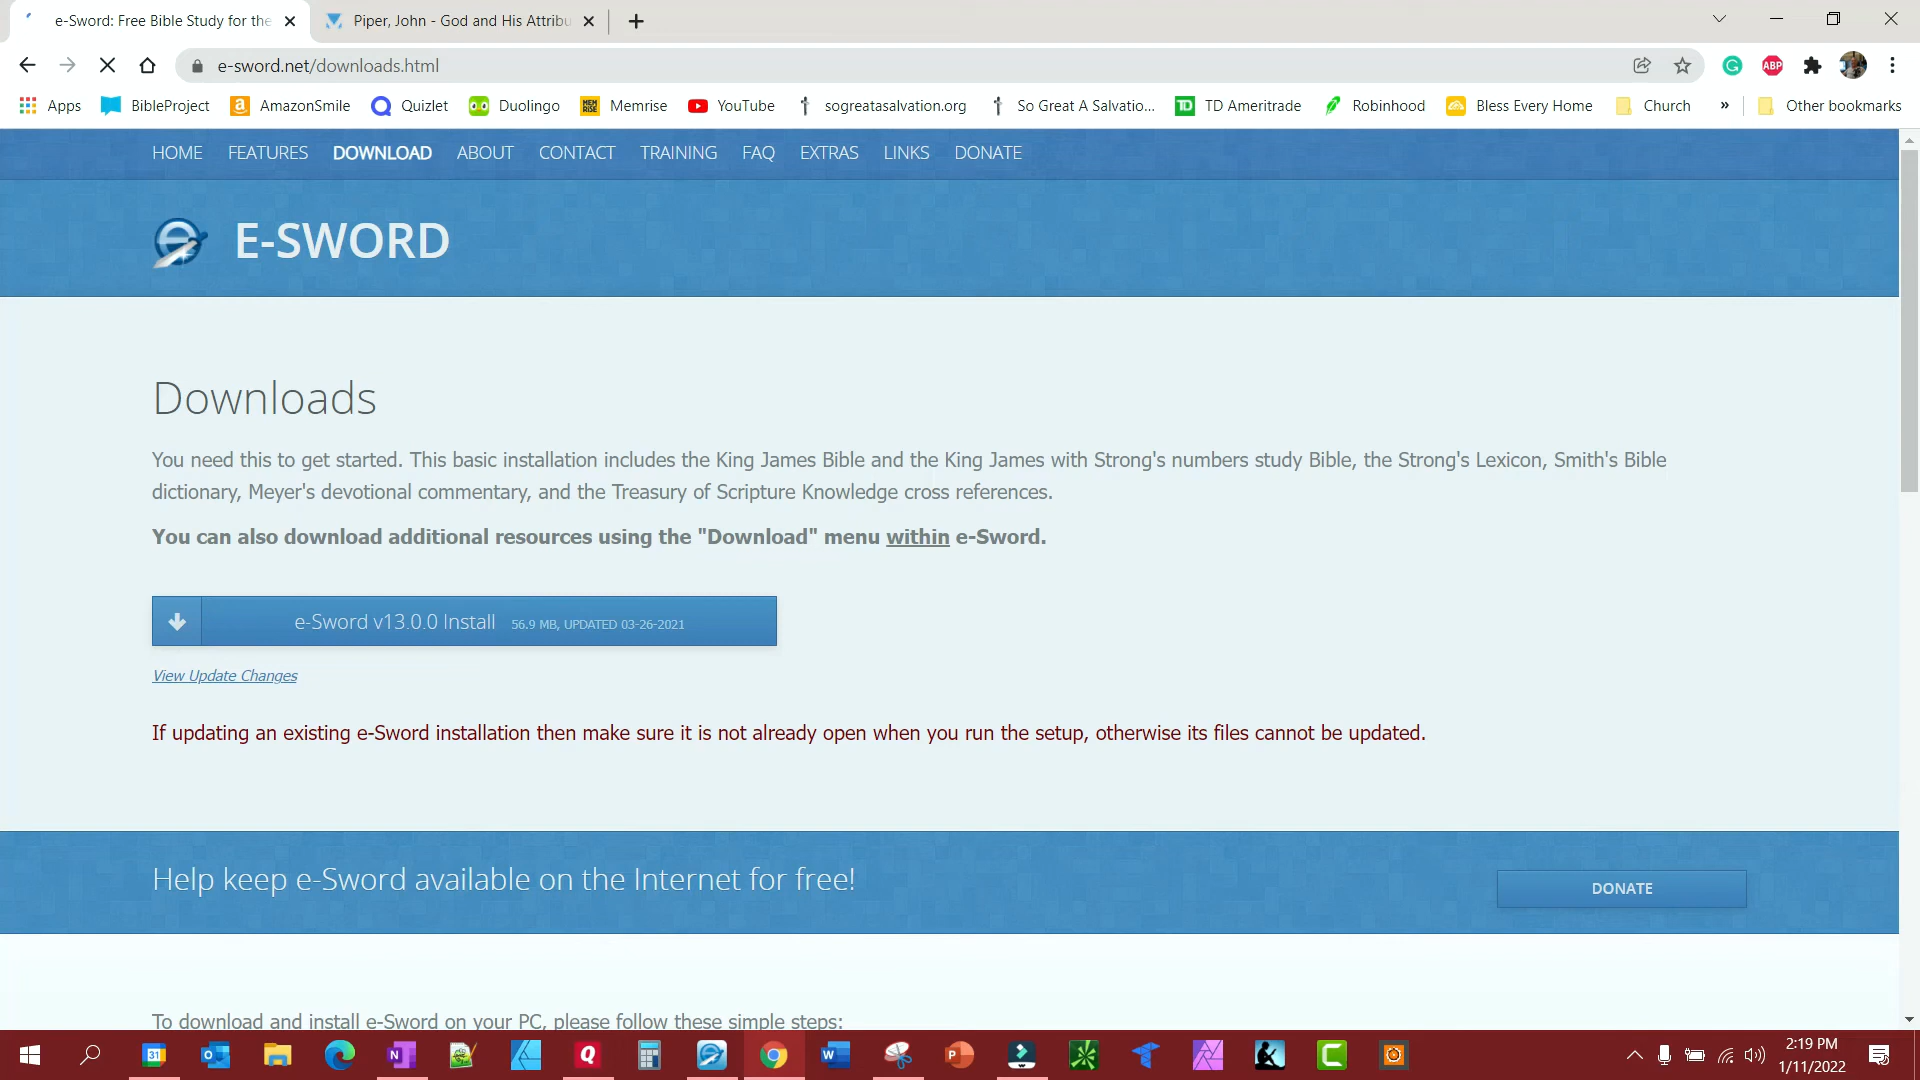 e-Sword: Free Bible Study for the
Piper, John - God and His Attribu
e-sword.net/downloads.html
ABP
Apps
BibleProject
AmazonSmile
Quizlet
Duolingo
Memrise
YouTube
sogreatasalvation.org
So Great A Salvatio...
TD Ameritrade
Robinhood
Bless Every Home
Church
»
Other bookmarks
HOME
FEATURES
DOWNLOAD
ABOUT
CONTACT
TRAINING
FAQ
EXTRAS
LINKS
DONATE
E-SWORD
Downloads
You need this to get started. This basic installation includes the King James Bible and the King James with Strong's numbers study Bible, the Strong's Lexicon, Smith's Bible
dictionary, Meyer's devotional commentary, and the Treasury of Scripture Knowledge cross references.
You can also download additional resources using the "Download" menu within e-Sword.
e-Sword v13.0.0 Install 56.9 MB, UPDATED 03-26-2021
View Update Changes
If updating an existing e-Sword installation then make sure it is not already open when you run the setup, otherwise its files cannot be updated.
Help keep e-Sword available on the Internet for free!
DONATE
To download and install e-Sword on your PC, please follow these simple steps:
31
2:19 PM
1/11/2022